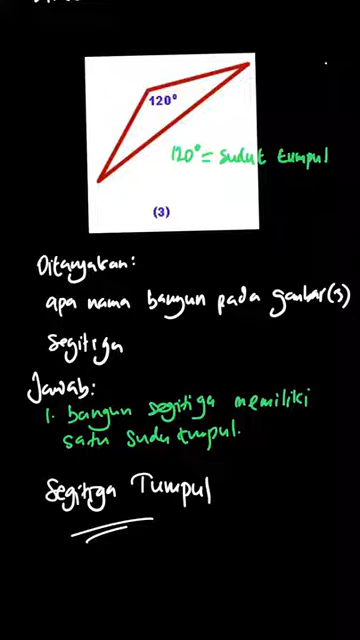 120°
120° = sudut tumpul
(3)
Ditanyakan:
apa nama bangun pada gambar(3)
segitiga
Jawab:
1. bangun segitiga memiliki
satu sudut tumpul.
Segitiga Tumpul